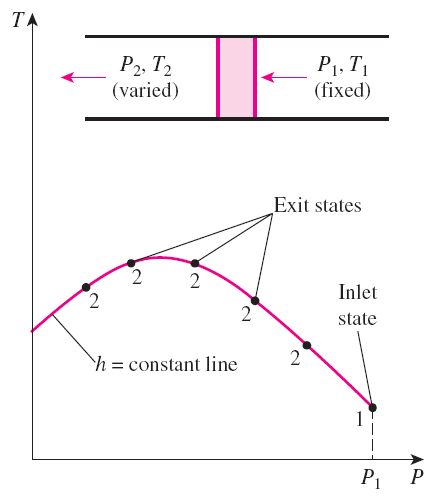 T
P₂, T₂
(varied)
P₁, T₁
(fixed)
Exit states
2
2
2
2
2
Inlet
state
h = constant line
1
P₁
P